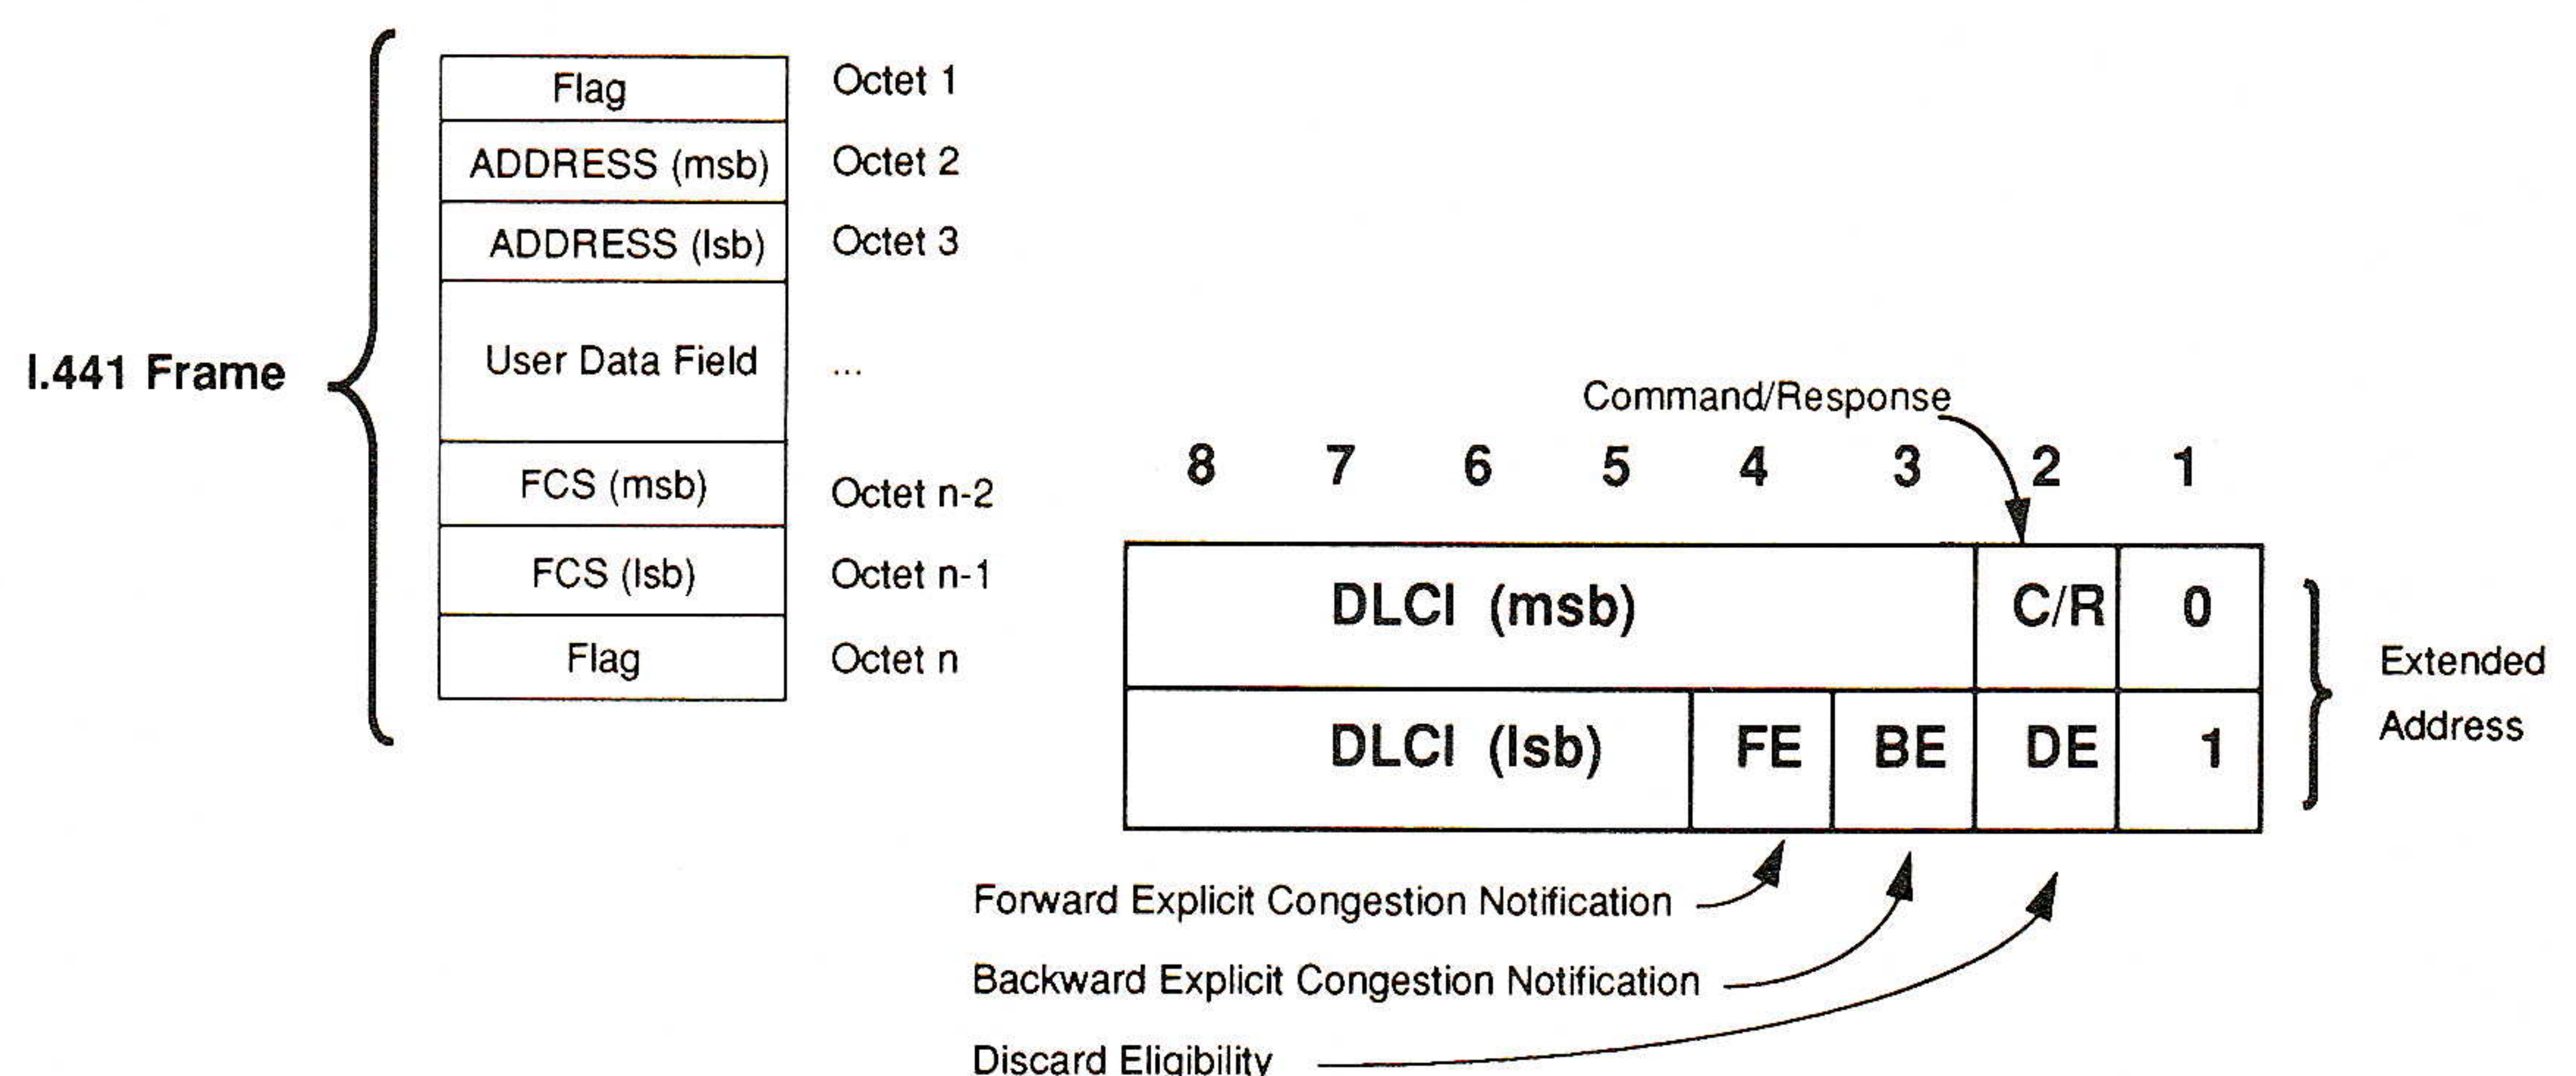 Flag
Octet 1
ADDRESS (msb)
Octet 2
ADDRESS (lsb)
Octet 3
I.441 Frame
User Data Field
...
FCS (msb)
Octet n-2
FCS (lsb)
Octet n-1
Flag
Octet n
Command/Response
8 7 6 5 4 3 2 1
DLCI (msb) C/R 0
DLCI (lsb) FE BE DE 1
Extended
Address
Forward Explicit Congestion Notification
Backward Explicit Congestion Notification
Discard Eligibility